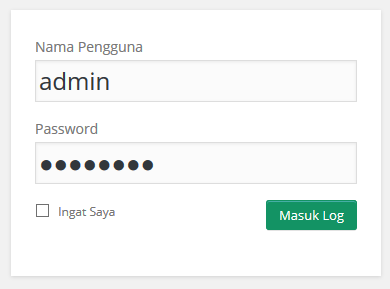 Nama Pengguna
admin
Password
●●●●●●●●
Ingat Saya
Masuk Log